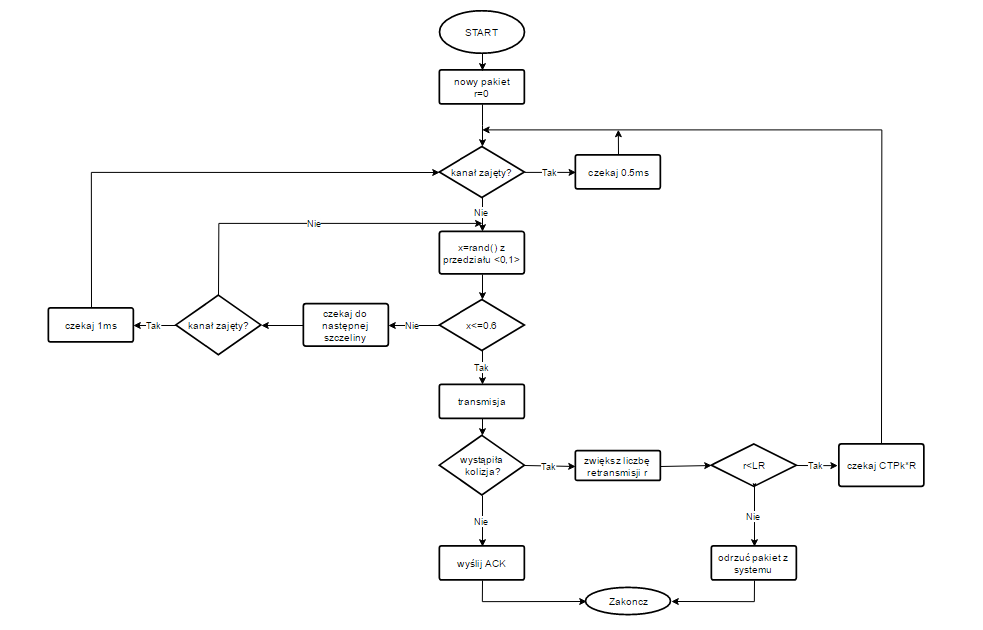 START
nowy pakiet
r=0
kanał zajęty?
Tak
czekaj 0.5ms
Nie
Nie
x=rand() z
przedziału <0,1>
czekaj 1ms
Tak
kanał zajęty?
czekaj do
następnej
szczeliny
Nie
x<=0.6
Tak
transmisja
wystąpiła
kolizja?
Tak
zwiększ liczbę
retransmisji r
r<LR
Tak
czekaj CTPk*R
Nie
Nie
wyślij ACK
odrzuć pakiet z
systemu
Zakoncz